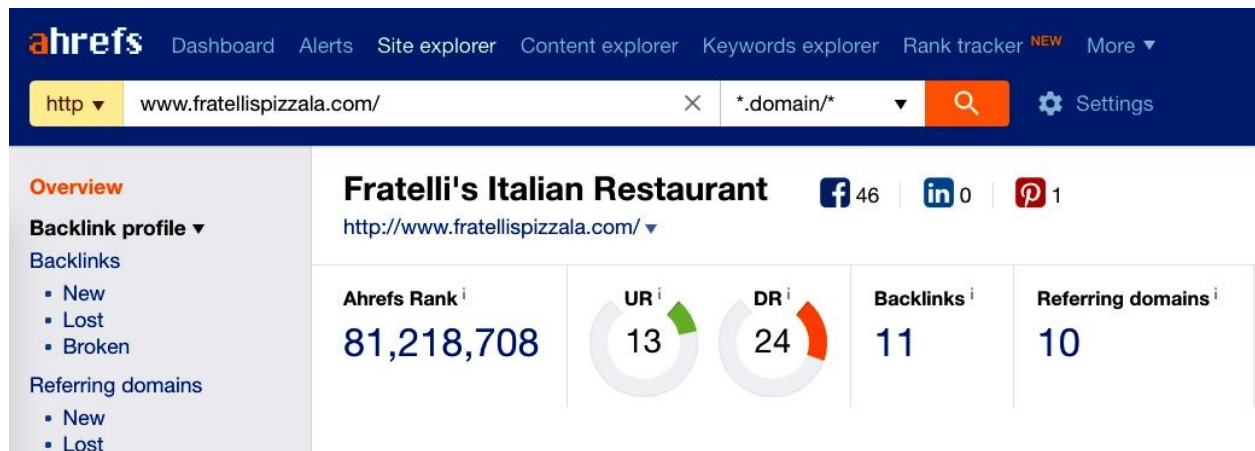 ahrefs Dashboard Alerts Site explorer Content explorer Keywords explorer Rank tracker NEW More ▼
http ▼ www.fratellispizzala.com/ × *.domain/* ▼ Settings
Overview
Backlink profile ▼
Backlinks
• New
• Lost
• Broken
Referring domains
• New
• Lost
Fratelli's Italian Restaurant f 46 in 0 1
http://www.fratellispizzala.com/ ▼
Ahrefs Rank i UR i DR i Backlinks i Referring domains i
81,218,708 13 24 11 10